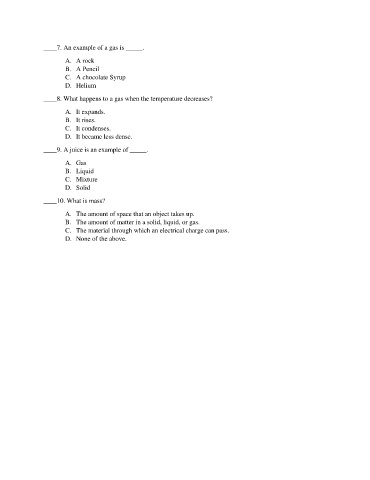 ____7. An example of a gas is _____.
A. A rock
B. A Pencil
C. A chocolate Syrup
D. Helium
____8. What happens to a gas when the temperature decreases?
A. It expands.
B. It rises.
C. It condenses.
D. It became less dense.
____9. A juice is an example of _____.
A. Gas
B. Liquid
C. Mixture
D. Solid
____10. What is mass?
A. The amount of space that an object takes up.
B. The amount of matter in a solid, liquid, or gas.
C. The material through which an electrical charge can pass.
D. None of the above.